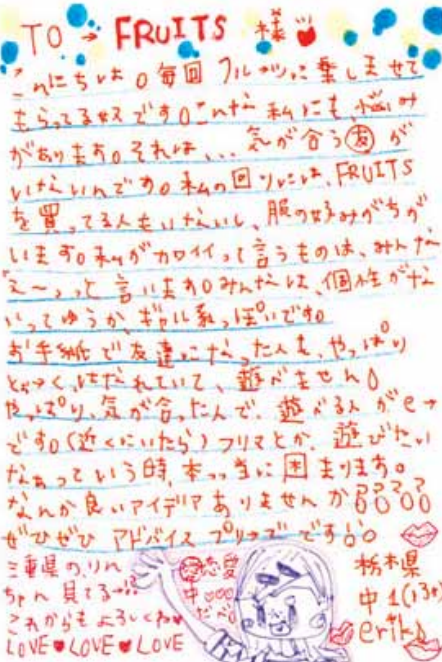 TO → FRUITS 様
こんにちは。毎回フルーツに乗しませて
もらってる奴です。こんな私にも、悩み
があります。それは、、、気が合う友が
いないんです。私の回りには、FRUITS
を買ってる人もいないし、服の好みがちが
います。私がカワイイって言うものは、みんな
え〜っっと言います。みんなは、個性がな
いってゆうか、ギャル系っぽいです。
お手紙で友達になった人も、やっぱり
とおくはなれていて、遊べません。
やっぱり、気が合った人で、遊べる人がe→
です。(近くにいたら)フリマとか、遊びたい
なぁっていう時、本っ当に困まります。
なんか良いアイデアありませんか???
ぜひぜひアドバイスプリーズです。
三重県の、りん
ちゃん見てる→!?
これからもよろしくね
LOVE♥LOVE♥LOVE
恋愛
中
だべ
栃木県
中1(13才)